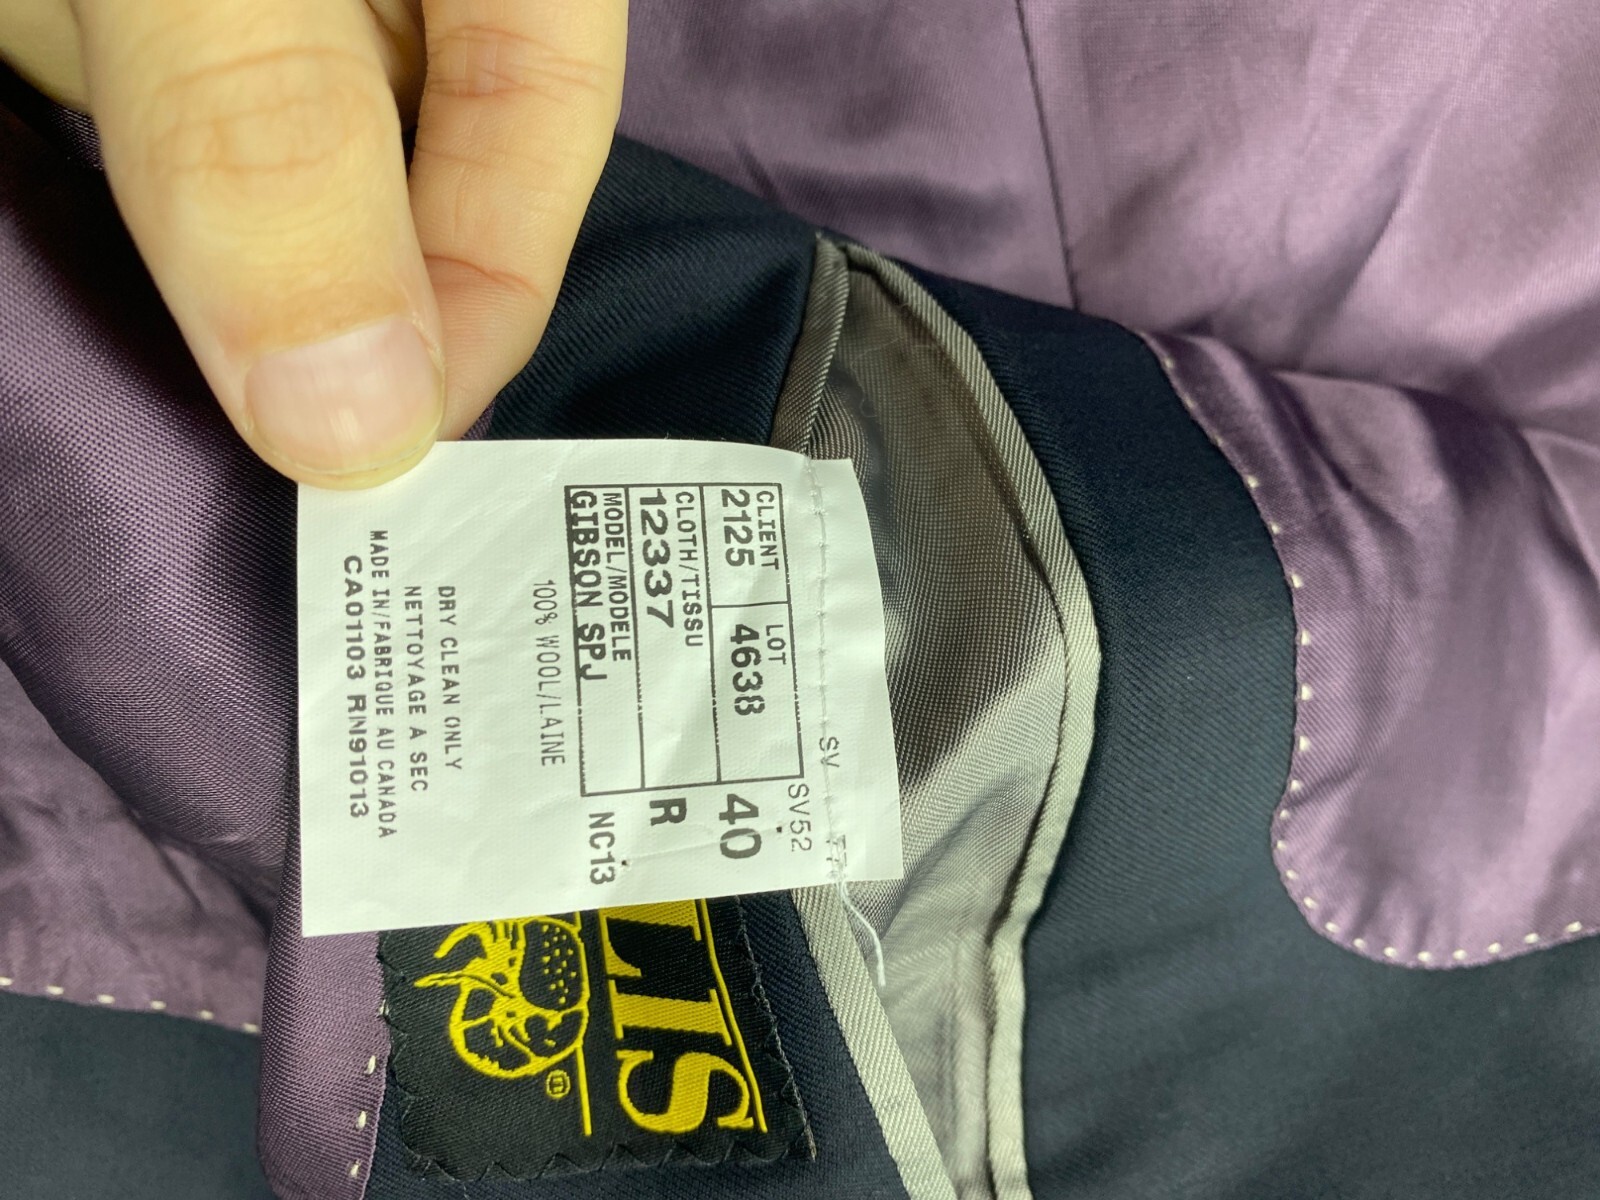 SV
SV52
CLIENT LOT
2125 4638 40
CLOTH/TISSU
12337 R
MODEL/MODELE
GIBSON SPJ NC13
100% WOOL/LAINE
DRY CLEAN ONLY
NETTOYAGE A SEC
MADE IN/FABRIQUE AU CANADA
CA01103 RN91013
LIS